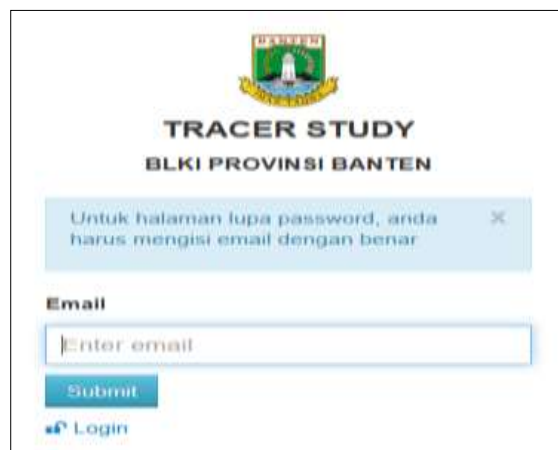 BANTEN
TRACER STUDY
BLKI PROVINSI BANTEN
Untuk halaman lupa password, anda
harus mengisi email dengan benar
×
Email
Enter email
Submit
Login